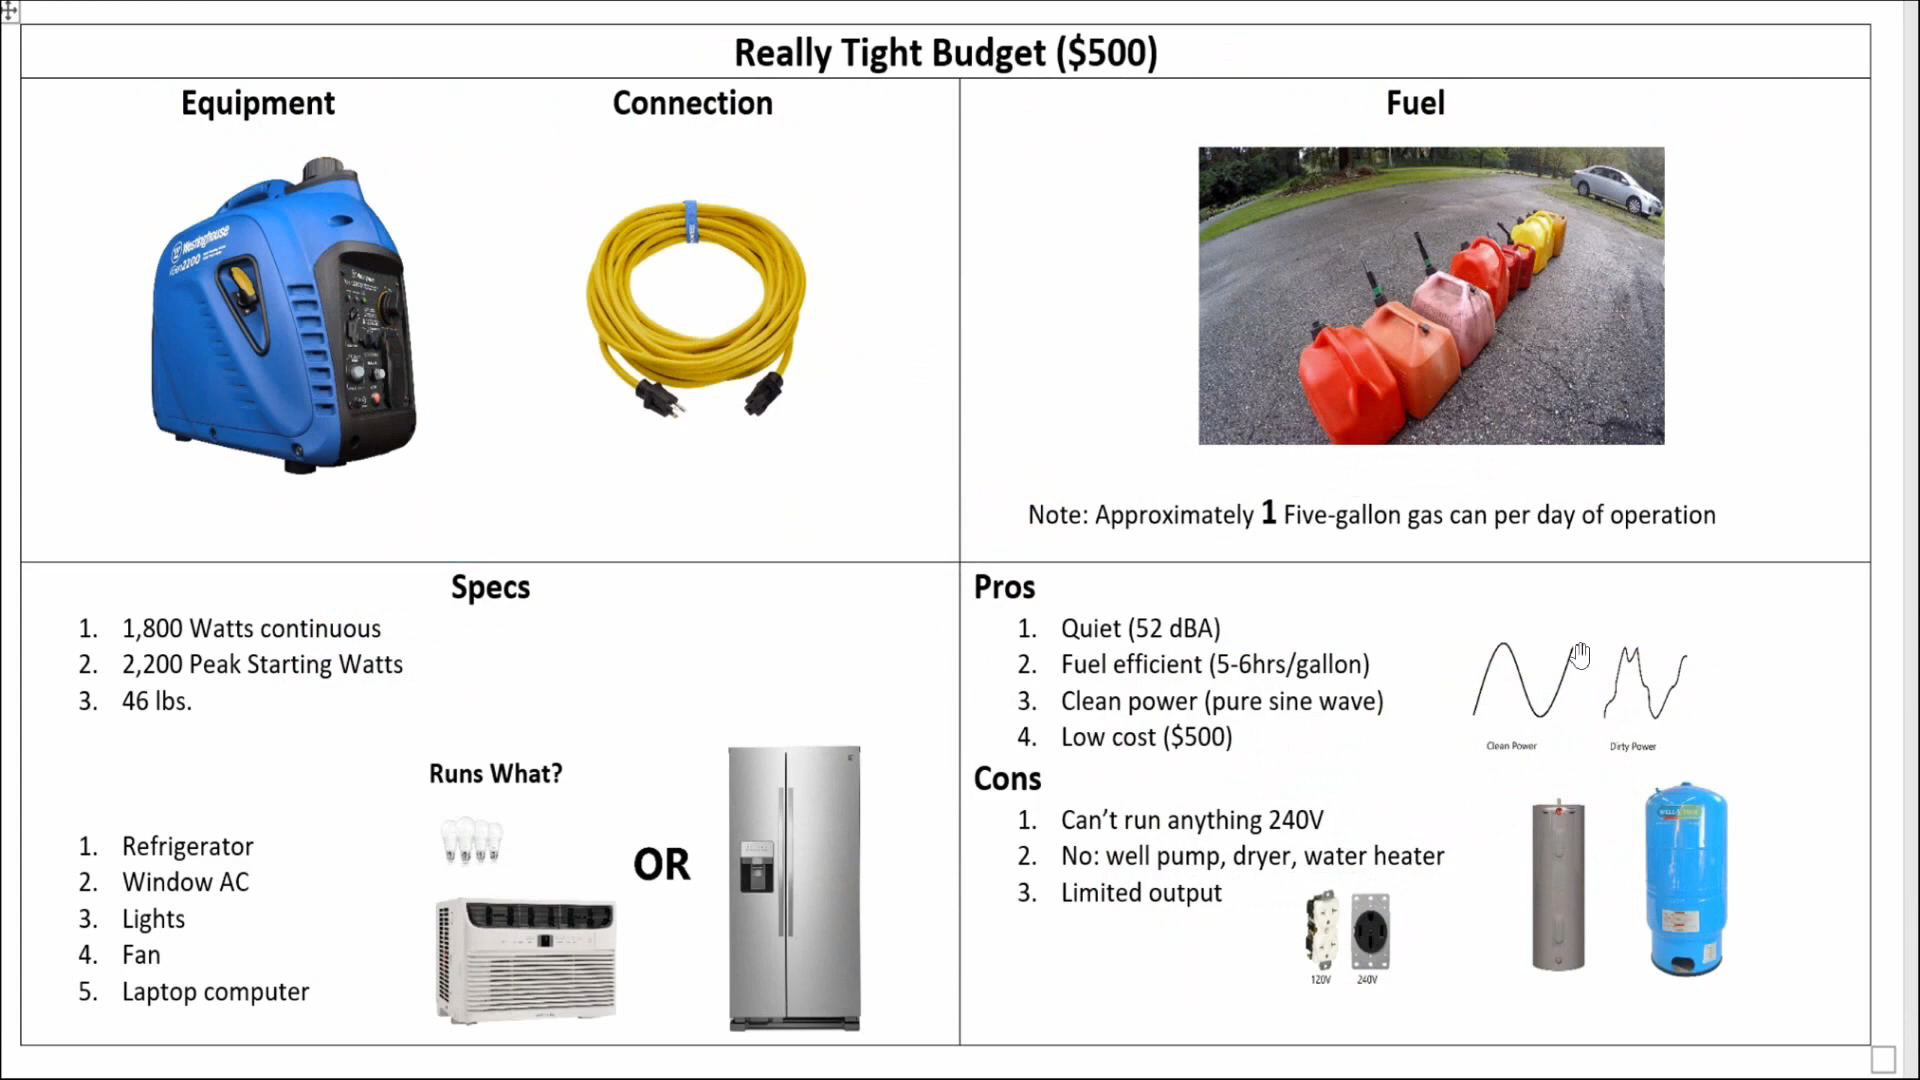 Really Tight Budget ($500)
Equipment
Connection
Fuel
Westinghouse
iGen2200
Note: Approximately 1 Five-gallon gas can per day of operation
Specs
1. 1,800 Watts continuous
2. 2,200 Peak Starting Watts
3. 46 lbs.
Runs What?
1. Refrigerator
2. Window AC
3. Lights
4. Fan
5. Laptop computer
OR
Pros
1. Quiet (52 dBA)
2. Fuel efficient (5-6hrs/gallon)
3. Clean power (pure sine wave)
4. Low cost ($500)
Clean Power
Dirty Power
Cons
1. Can’t run anything 240V
2. No: well pump, dryer, water heater
3. Limited output
120V
240V